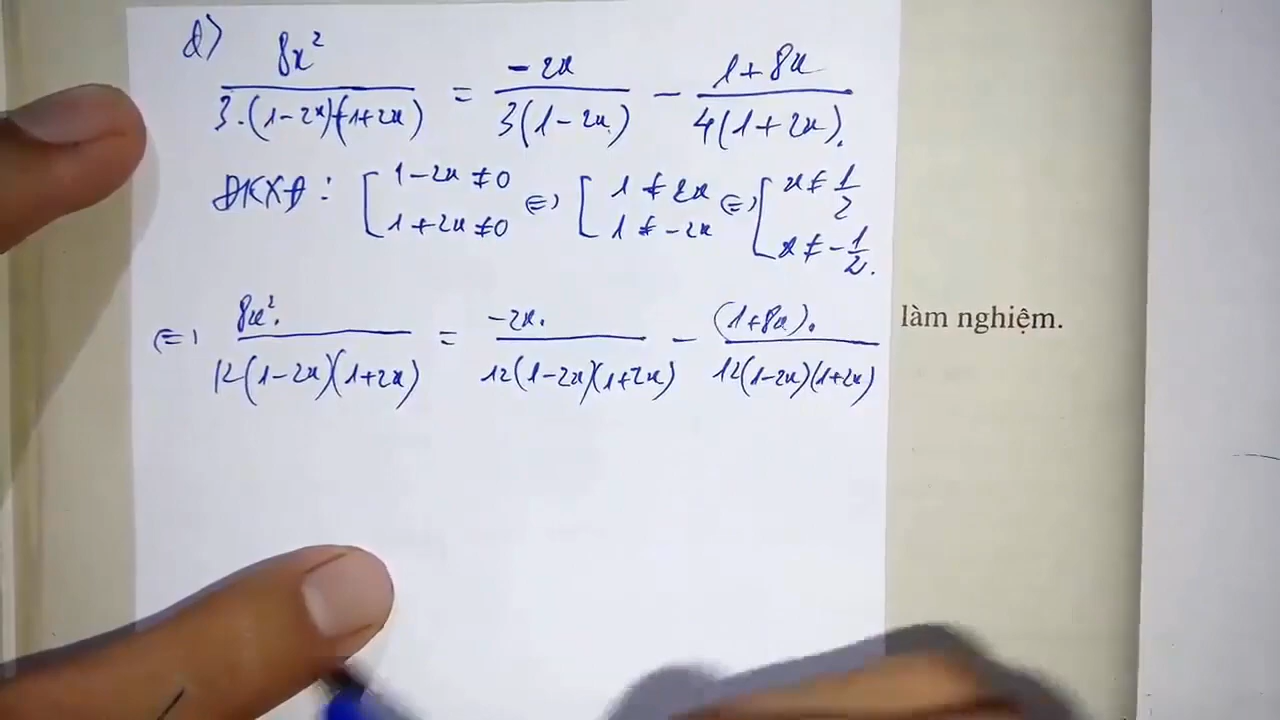 d) 8x² / 3.(1-2x)(1+2x) = -2x / 3(1-2x) - 1+8x / 4(1+2x).
ĐKXĐ: [ 1-2x ≠ 0 ; 1+2x ≠ 0 ⇔ [ 1 ≠ 2x ; 1 ≠ -2x ⇔ [ x ≠ 1/2 ; x ≠ -1/2.
⇔ 8x². / 12(1-2x)(1+2x) = -2x. / 12(1-2x)(1+2x) - (1+8x). / 12(1-2x)(1+2x)
làm nghiệm.